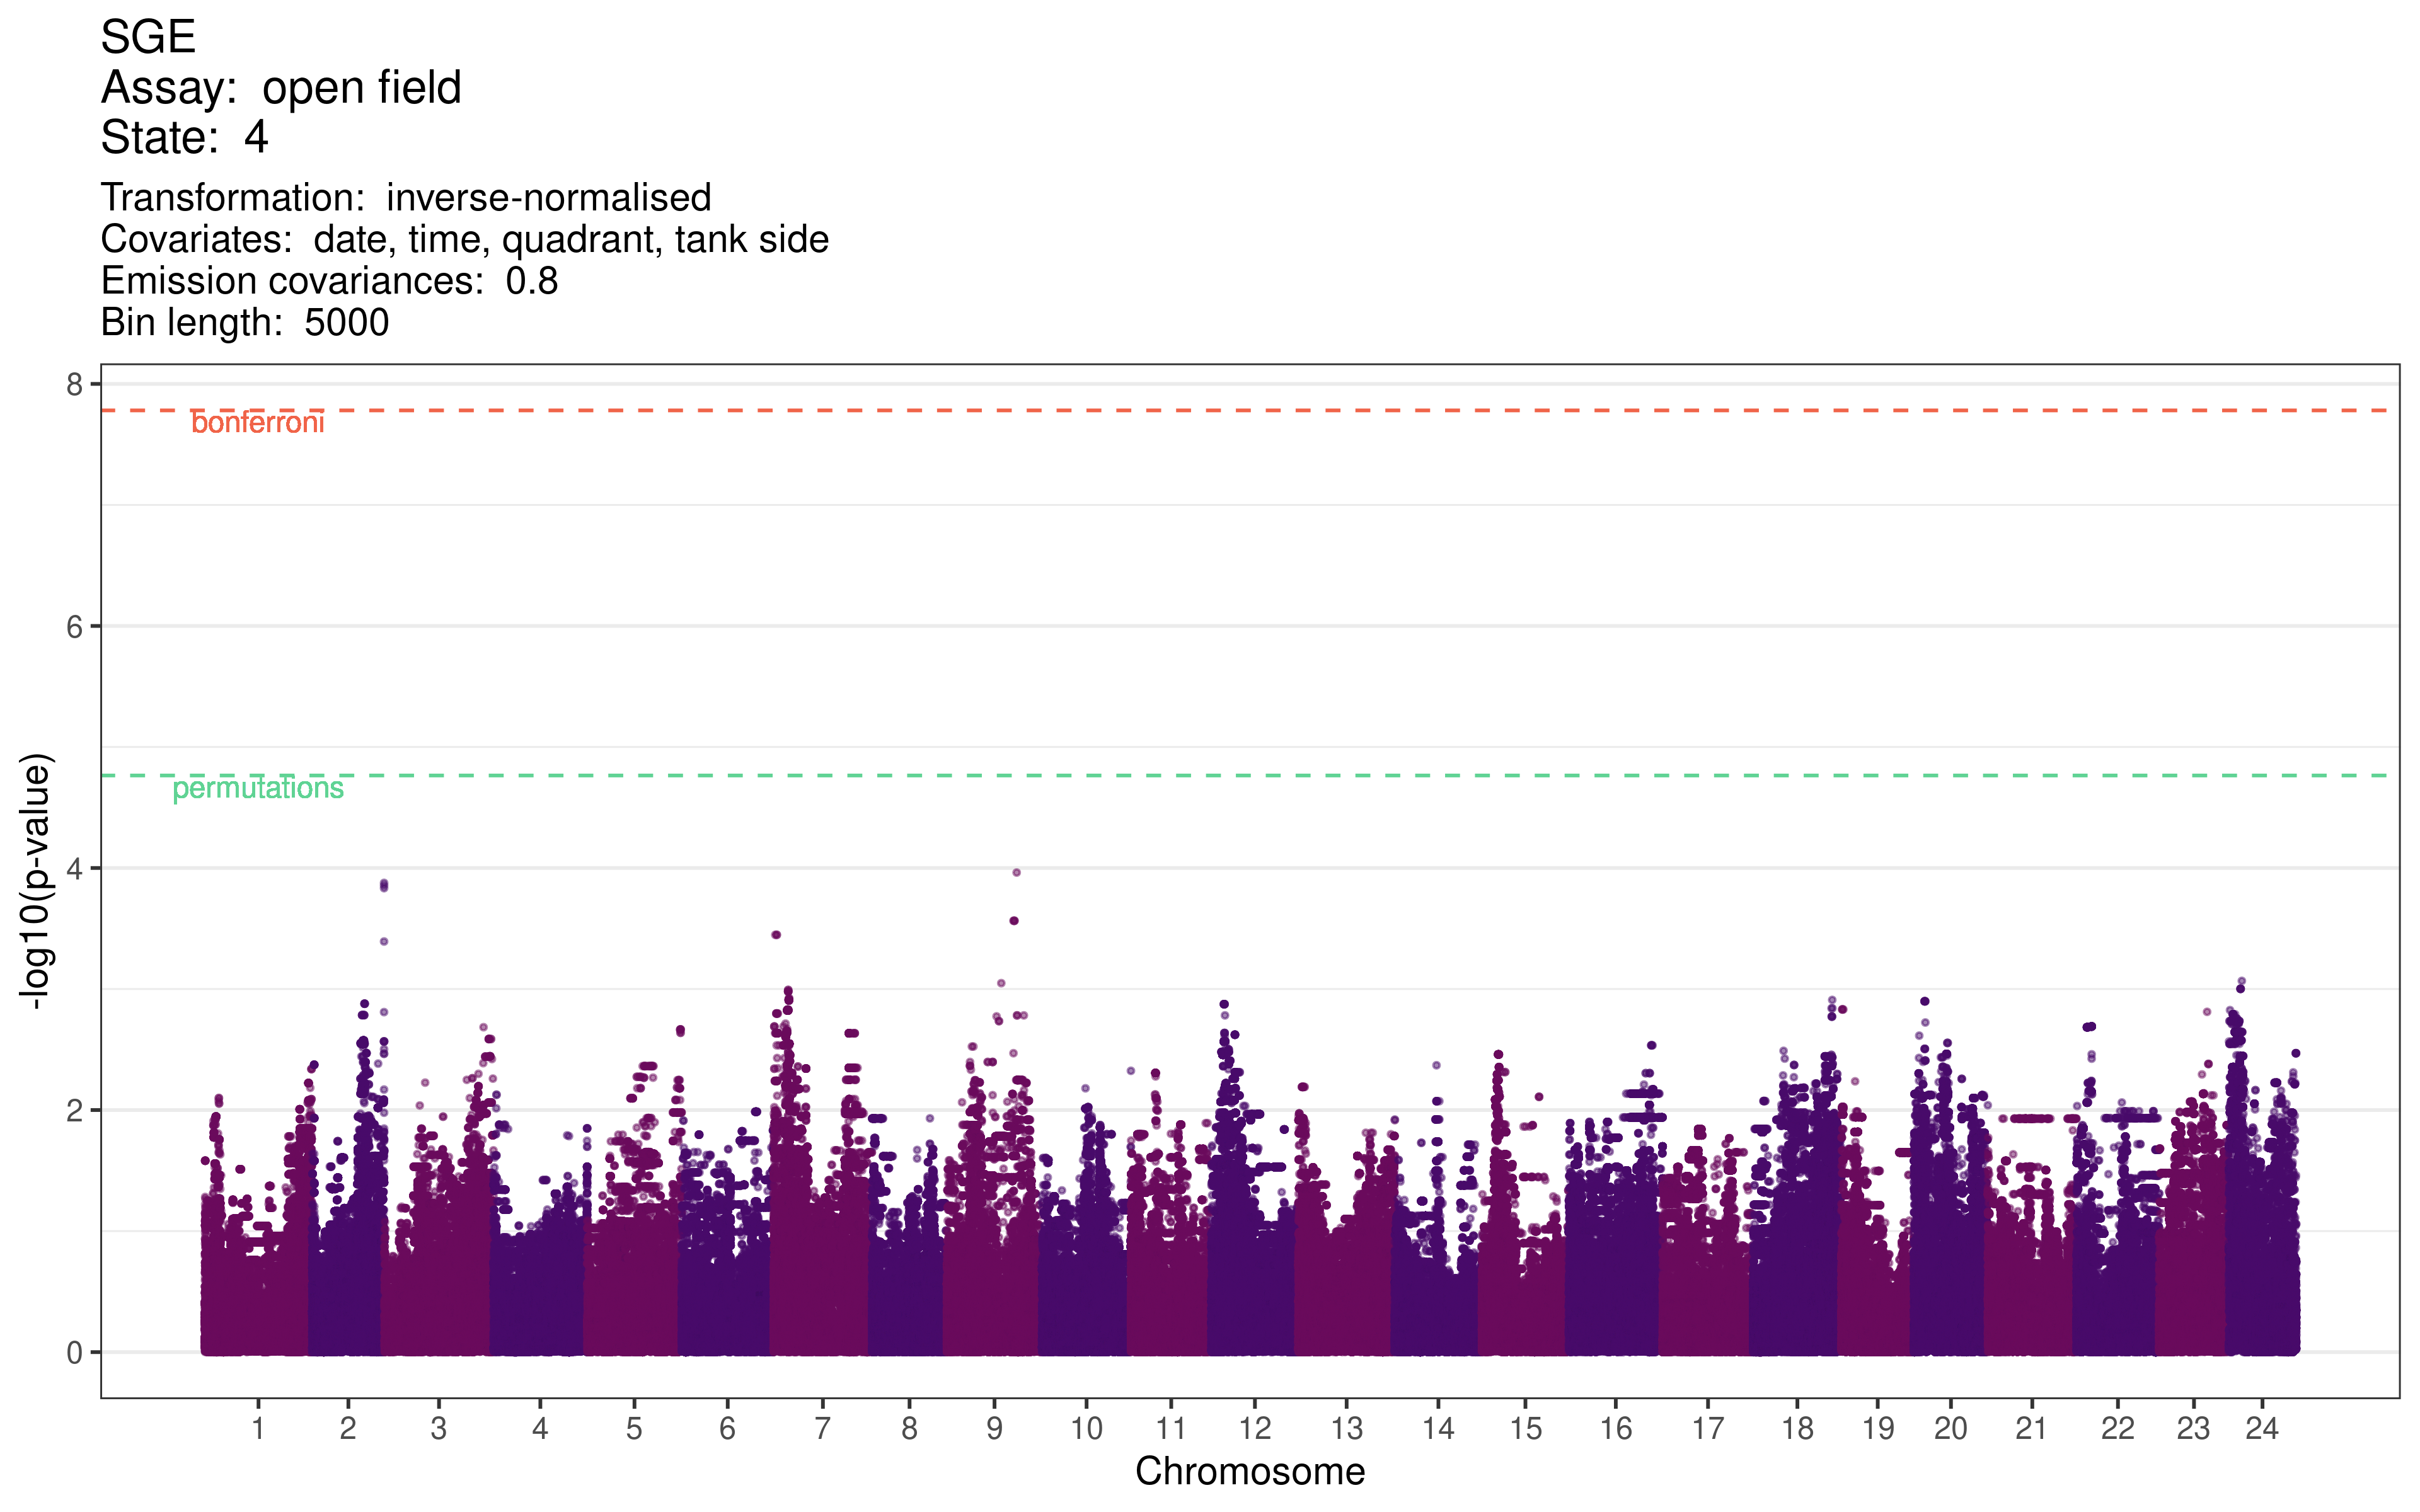 SGE
Assay: open field
State: 4
Transformation: inverse-normalised
Covariates: date, time, quadrant, tank side
Emission covariances: 0.8
Bin length: 5000
8
bonferroni
6
permutations
4
2
0
-log10(p-value)
1 2 3 4 5 6 7 8 9 10 11 12 13 14 15 16 17 18 19 20 21 22 23 24
Chromosome